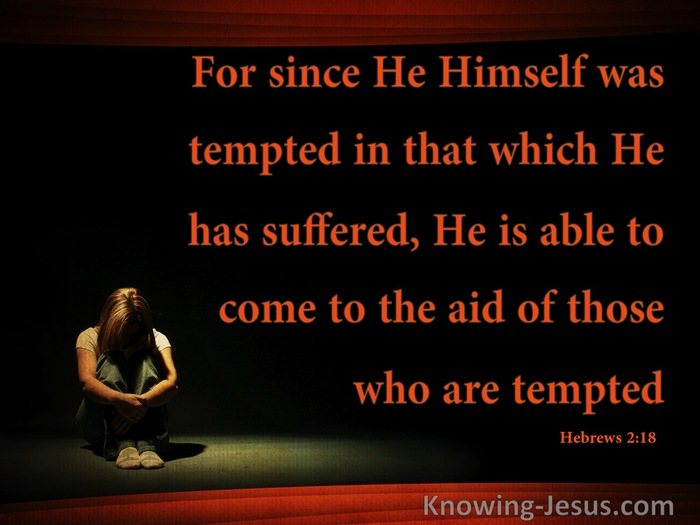 For since He Himself was
tempted in that which He
has suffered, He is able to
come to the aid of those
who are tempted
Hebrews 2:18
Knowing-Jesus.com